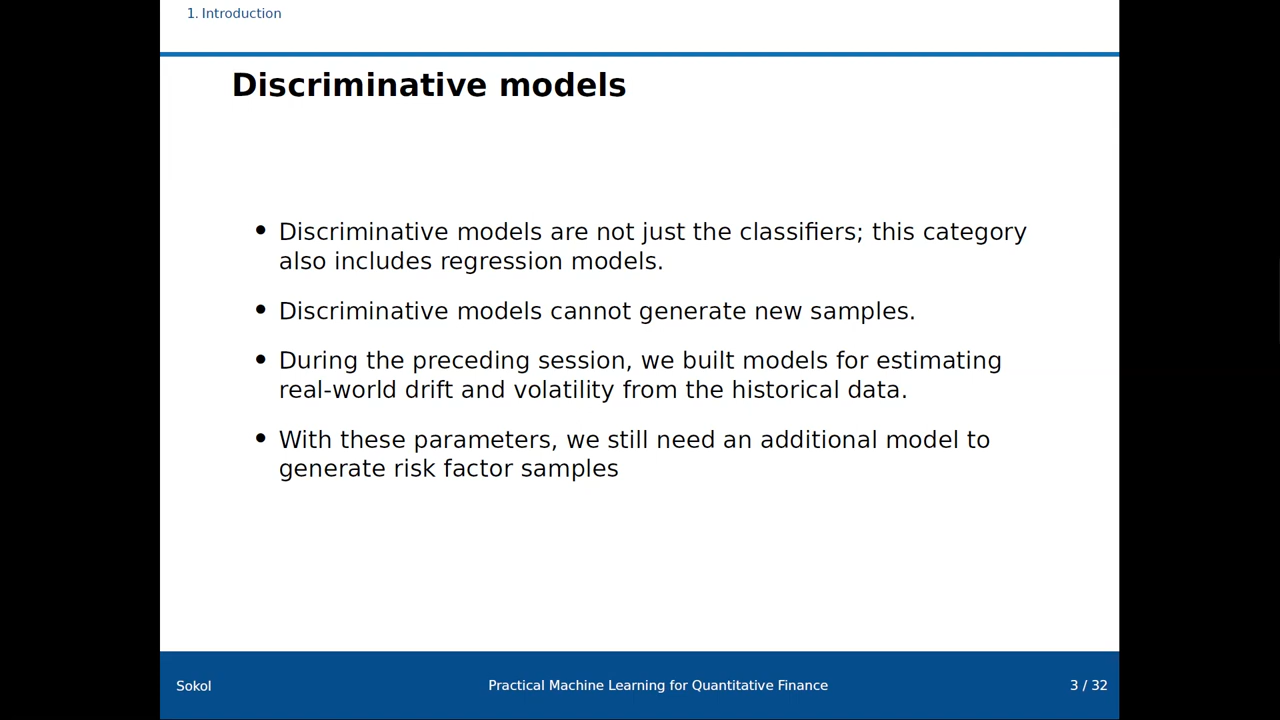 1. Introduction
Discriminative models
• Discriminative models are not just the classifiers; this category
also includes regression models.
• Discriminative models cannot generate new samples.
• During the preceding session, we built models for estimating
real-world drift and volatility from the historical data.
• With these parameters, we still need an additional model to
generate risk factor samples
Sokol
Practical Machine Learning for Quantitative Finance
3 / 32